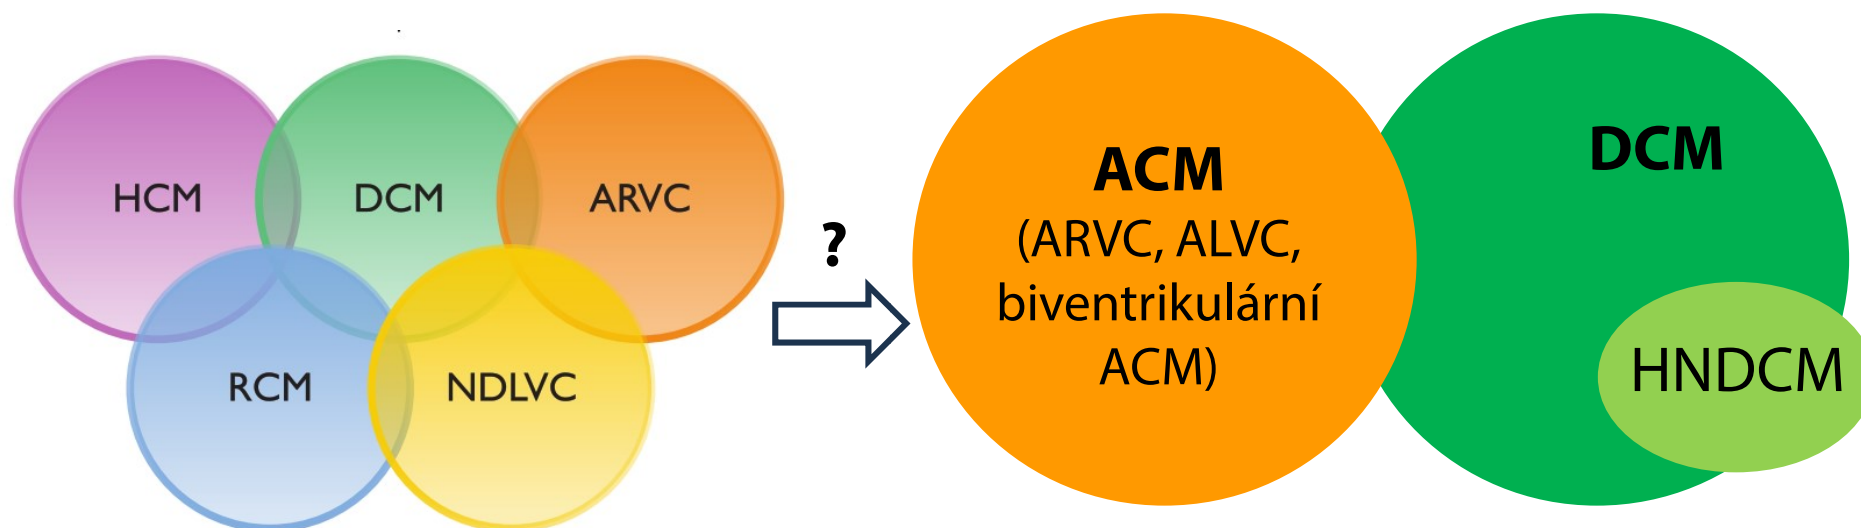 HCM
DCM
ARVC
RCM
NDLVC
?
ACM
(ARVC, ALVC,
biventrikulární
ACM)
DCM
HNDCM